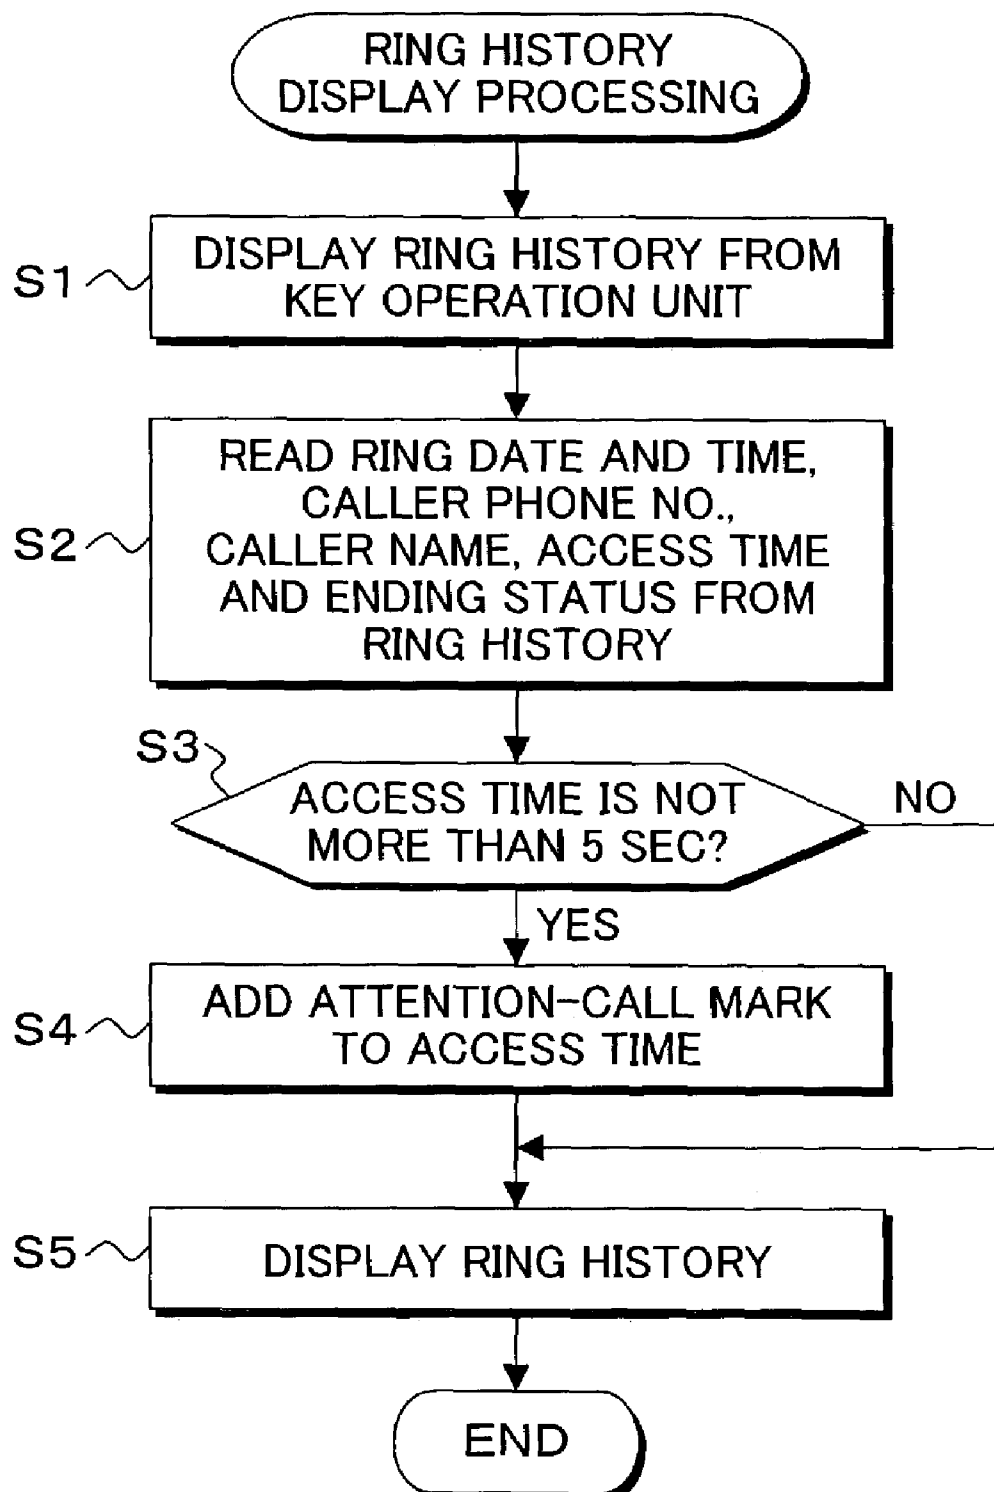 RING HISTORY
DISPLAY PROCESSING
S1
DISPLAY RING HISTORY FROM
KEY OPERATION UNIT
S2
READ RING DATE AND TIME,
CALLER PHONE NO.,
CALLER NAME, ACCESS TIME
AND ENDING STATUS FROM
RING HISTORY
S3
ACCESS TIME IS NOT
MORE THAN 5 SEC?
NO
YES
S4
ADD ATTENTION-CALL MARK
TO ACCESS TIME
S5
DISPLAY RING HISTORY
END